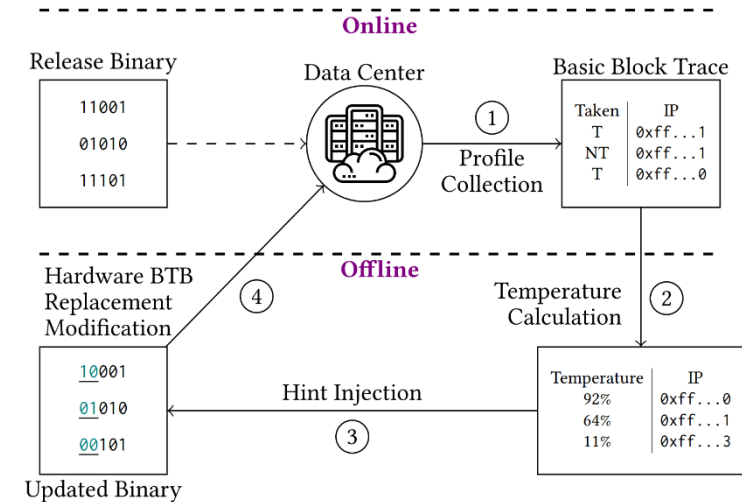 Online
Release Binary
11001
01010
11101
Data Center
1
Profile
Collection
Basic Block Trace
Taken IP
T 0xff...1
NT 0xff...1
T 0xff...0
Offline
Hardware BTB
Replacement
Modification
4
Temperature
Calculation
2
10001
01010
00101
Updated Binary
Hint Injection
3
Temperature IP
92% 0xff...0
64% 0xff...1
11% 0xff...3